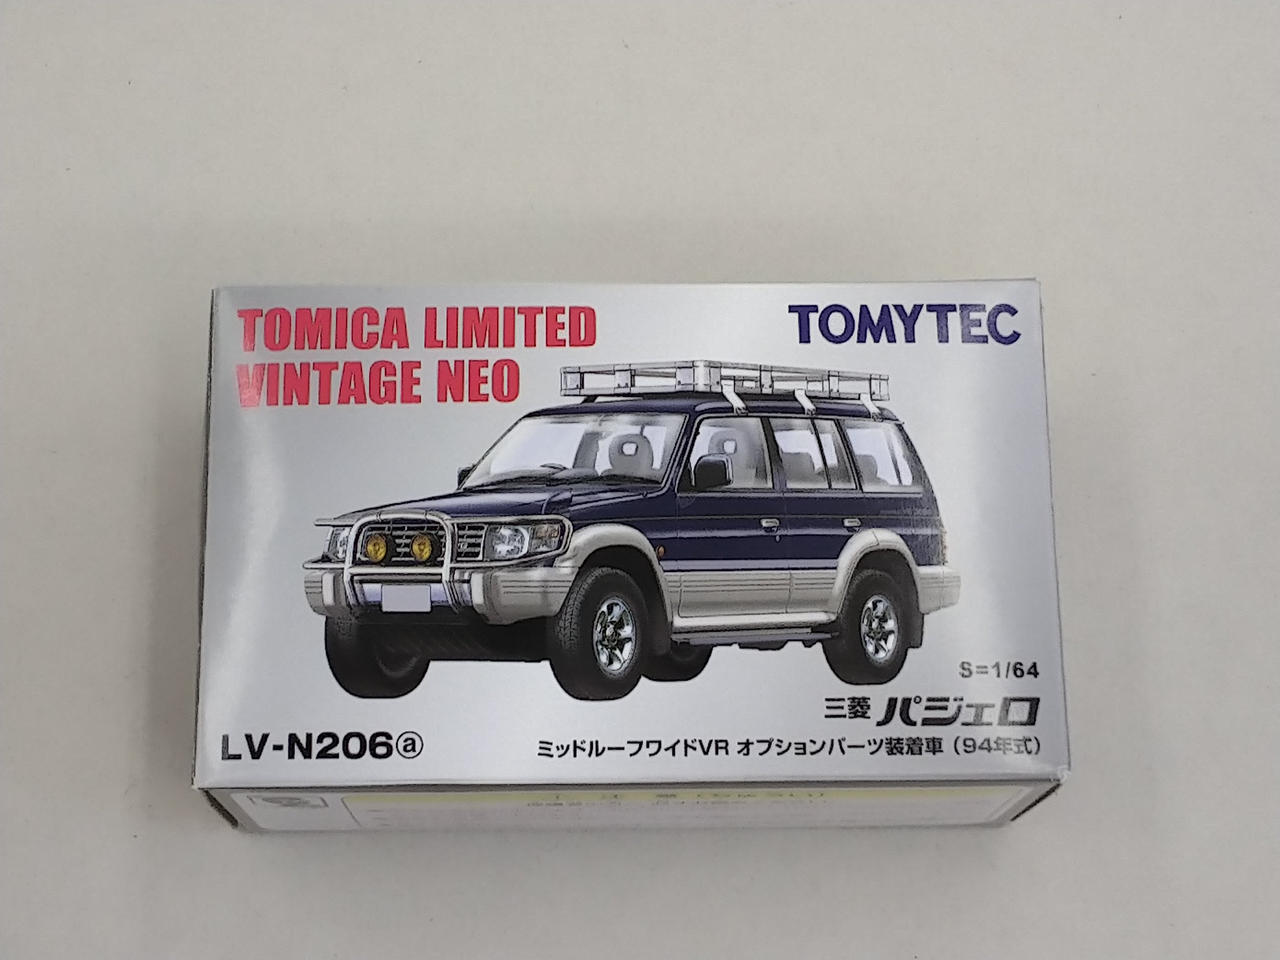 TOMICA LIMITED
VINTAGE NEO
TOMYTEC
S=1/64
三菱 パジェロ
LV-N206ⓐ
ミッドルーフワイドVR オプションパーツ装着車（94年式）